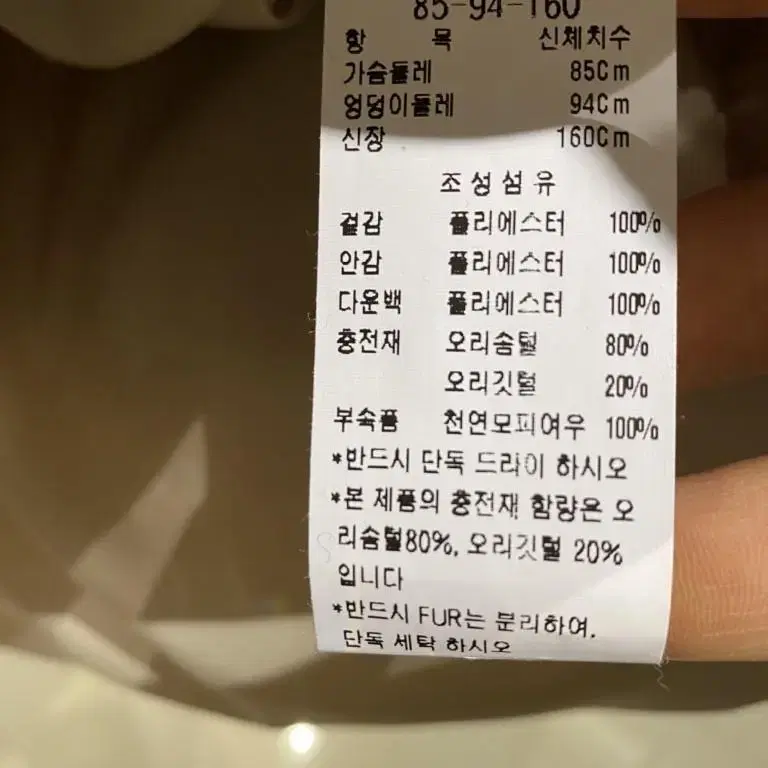 85-94-160
항 목 신체치수
가슴둘레 85Cm
엉덩이둘레 94Cm
신장 160Cm
조성섬유
겉감 폴리에스터 100%
안감 폴리에스터 100%
다운백 폴리에스터 100%
충전재 오리솜털 80%
오리깃털 20%
부속품 천연모피여우 100%
*반드시 단독 드라이 하시오
*본 제품의 충전재 함량은 오
리솜털80%, 오리깃털 20%
입니다
*반드시 FUR는 분리하여,
단독 세탁 하시오